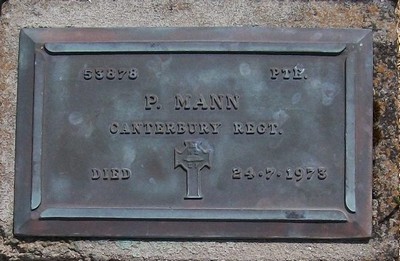 53878 PTE.
P. MANN
CANTERBURY REGT.
DIED 24.7.1973